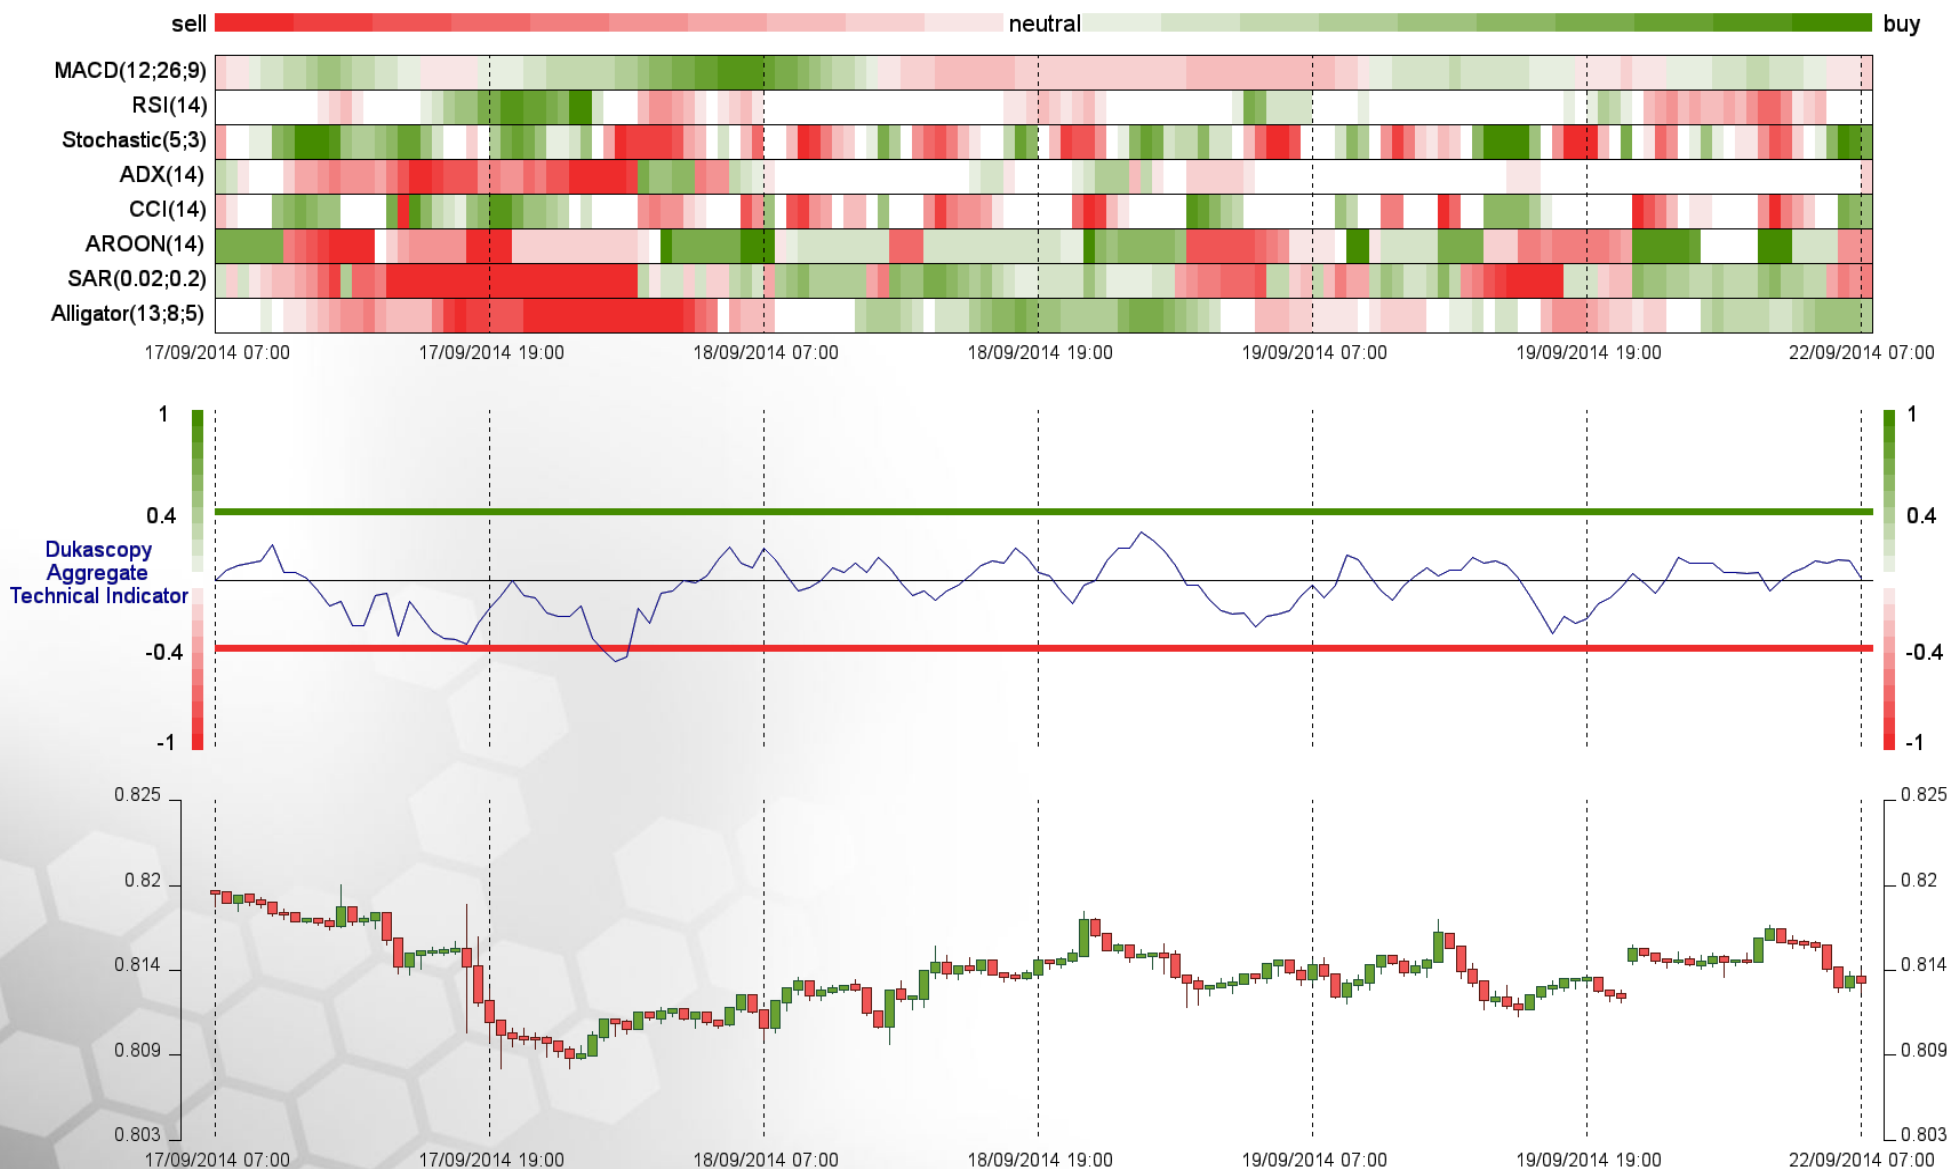 sell neutral buy
MACD(12;26;9)
RSI(14)
Stochastic(5;3)
ADX(14)
CCI(14)
AROON(14)
SAR(0.02;0.2)
Alligator(13;8;5)
17/09/2014 07:00 17/09/2014 19:00 18/09/2014 07:00 18/09/2014 19:00 19/09/2014 07:00 19/09/2014 19:00 22/09/2014 07:00
1 1
0.4 0.4
Dukascopy
Aggregate
Technical Indicator
-0.4 -0.4
-1 -1
0.825 0.825
0.82 0.82
0.814 0.814
0.809 0.809
0.803 0.803
17/09/2014 07:00 17/09/2014 19:00 18/09/2014 07:00 18/09/2014 19:00 19/09/2014 07:00 19/09/2014 19:00 22/09/2014 07:00